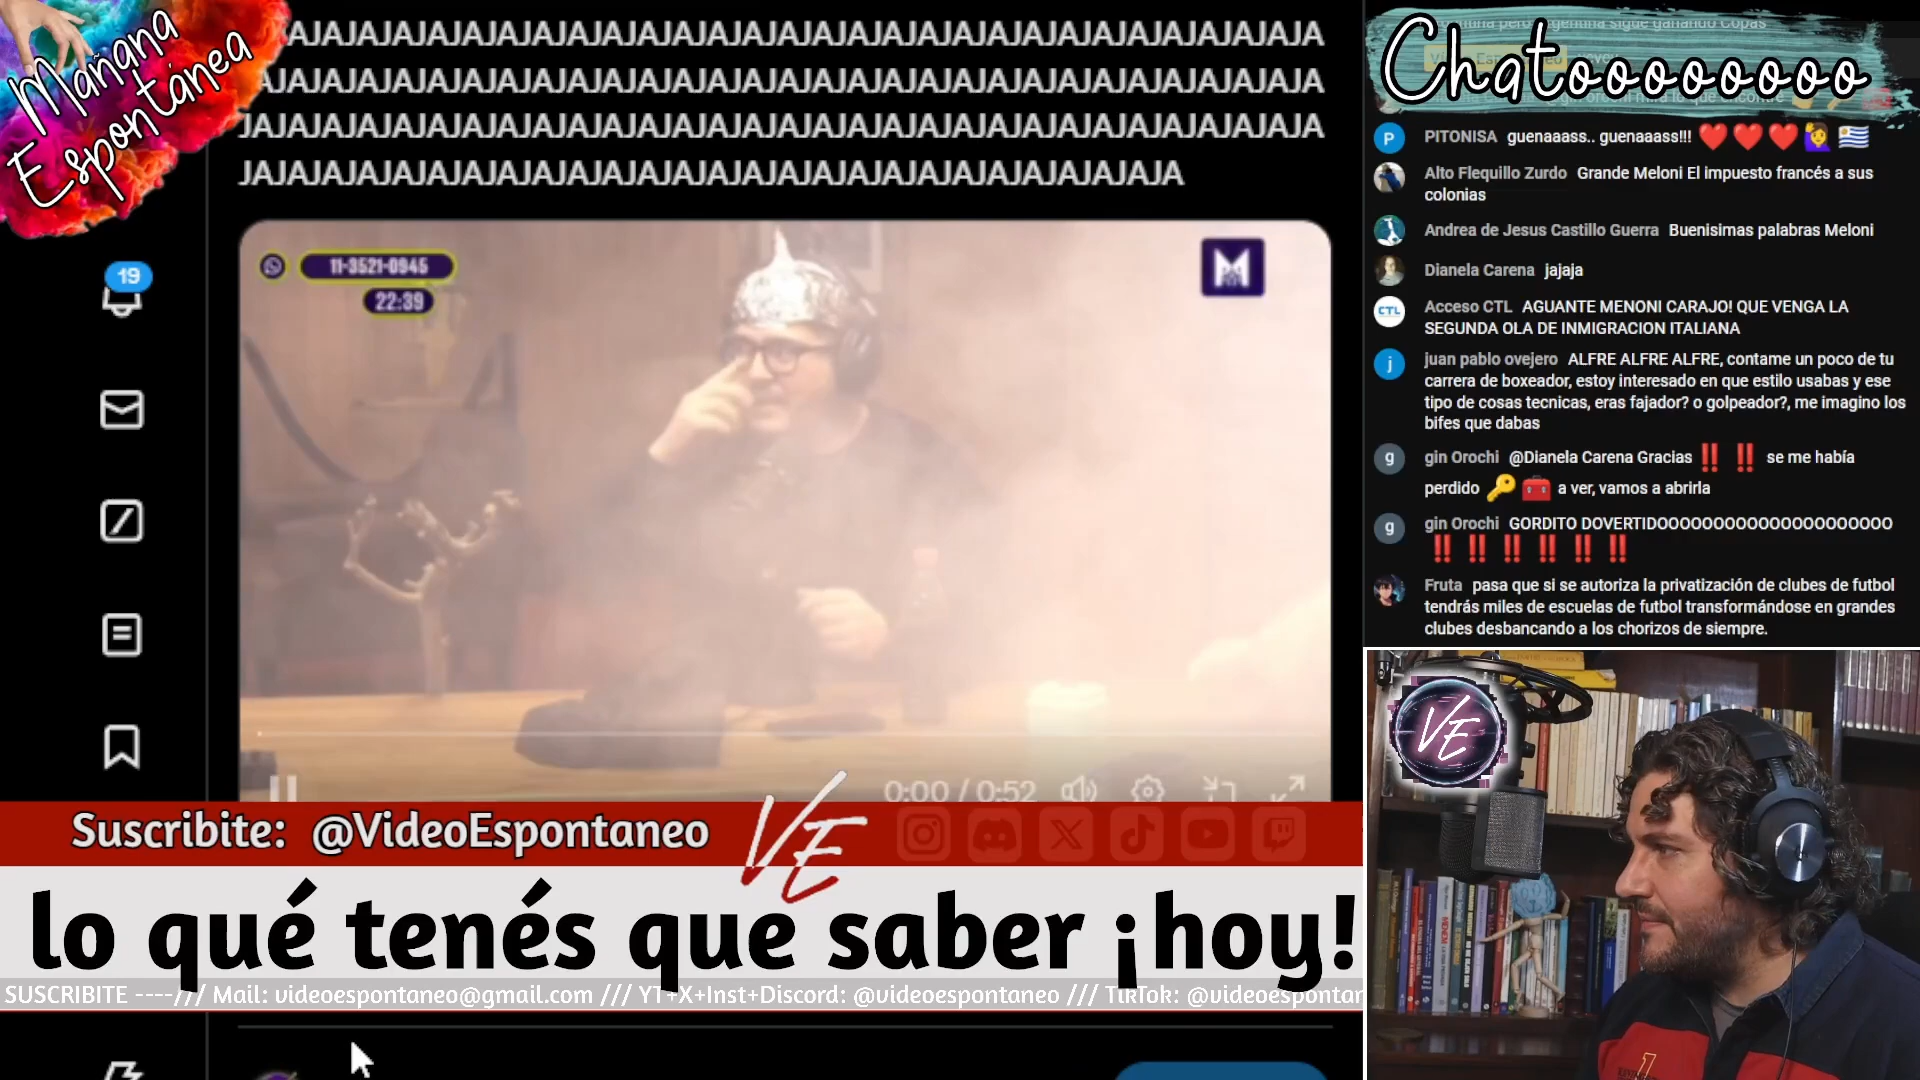 Mañana
Espontánea
AJAJAJAJAJAJAJAJAJAJAJAJAJAJAJAJAJAJAJAJAJAJAJAJAJAJAJAJAJA
AJAJAJAJAJAJAJAJAJAJAJAJAJAJAJAJAJAJAJAJAJAJAJAJAJAJAJAJAJA
JAJAJAJAJAJAJAJAJAJAJAJAJAJAJAJAJAJAJAJAJAJAJAJAJAJAJAJAJAJA
JAJAJAJAJAJAJAJAJAJAJAJAJAJAJAJAJAJAJAJAJAJAJAJAJAJA
19
11-3521-0945
22:39
M
0:00 / 0:52
Suscribite: @VideoEspontaneo
VE
lo qué tenés que saber ¡hoy!
SUSCRIBITE ----/// Mail: videoespontaneo@gmail.com /// YT+X+Inst+Discord: @videoespontaneo /// TikTok: @videoespontan
Chatooooooooo
PITONISA guenaaass.. guenaaass!!! ❤️❤️❤️🙋‍♀️🇺🇾
Alto Flequillo Zurdo Grande Meloni El impuesto francés a sus
colonias
Andrea de Jesus Castillo Guerra Buenisimas palabras Meloni
Dianela Carena jajaja
CTL
Acceso CTL AGUANTE MENONI CARAJO! QUE VENGA LA
SEGUNDA OLA DE INMIGRACION ITALIANA
juan pablo ovejero ALFRE ALFRE ALFRE, contame un poco de tu
carrera de boxeador, estoy interesado en que estilo usabas y ese
tipo de cosas tecnicas, eras fajador? o golpeador?, me imagino los
bifes que dabas
gin Orochi @Dianela Carena Gracias ‼️ ‼️ se me había
perdido 🔑 🧰 a ver, vamos a abrirla
gin Orochi GORDITO DOVERTIDOOOOOOOOOOOOOOOOOOOOO
‼️ ‼️ ‼️ ‼️ ‼️ ‼️
Fruta pasa que si se autoriza la privatización de clubes de futbol
tendrás miles de escuelas de futbol transformándose en grandes
clubes desbancando a los chorizos de siempre.
VE